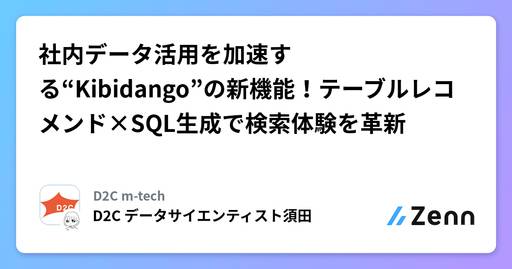 社内データ活用を加速す
る“Kibidango”の新機能！テーブルレコ
メンド×SQL生成で検索体験を革新
D2C
D2C m-tech
D2C データサイエンティスト須田
Zenn